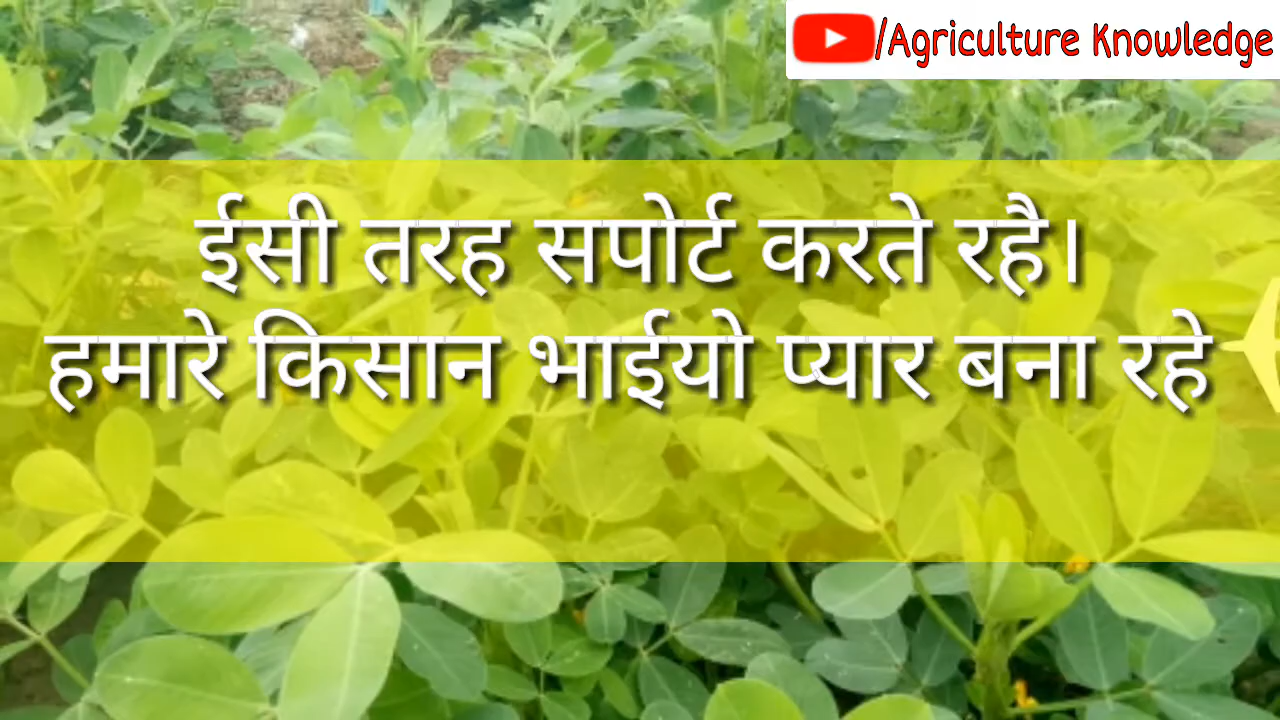 /Agriculture Knowledge
ईसी तरह सपोर्ट करते रहै।
हमारे किसान भाईयो प्यार बना रहे